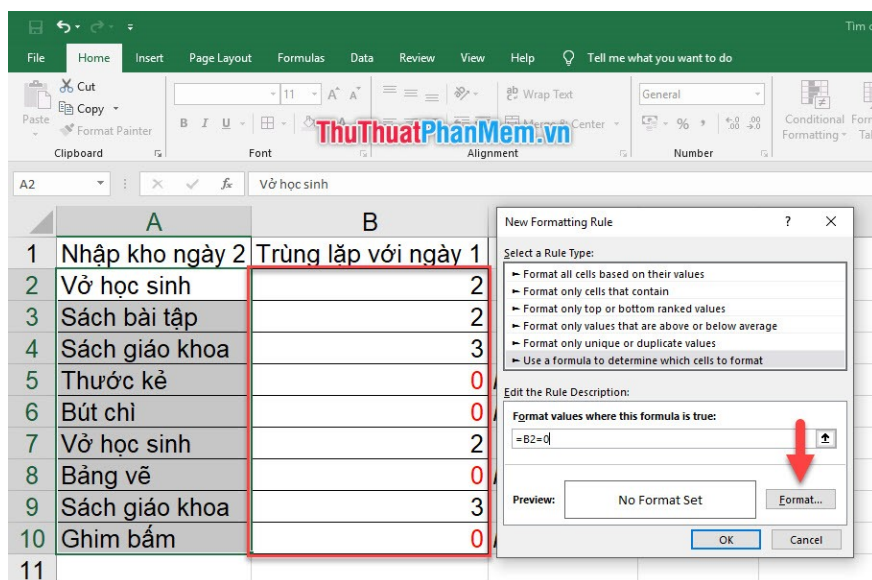 Tìm
File Home Insert Page Layout Formulas Data Review View Help Tell me what you want to do
Cut
Copy
Paste
Format Painter
11
A A
B I U
ab Wrap Text
Merge & Center
General
% ,
Conditional
Formatting
Clipboard Font Alignment Number
ThuThuatPhanMem.vn
A2 fx Vở học sinh
A B
1 Nhập kho ngày 2 Trùng lặp với ngày 1
2 Vở học sinh 2
3 Sách bài tập 2
4 Sách giáo khoa 3
5 Thước kẻ 0
6 Bút chì 0
7 Vở học sinh 2
8 Bảng vẽ 0
9 Sách giáo khoa 3
10 Ghim bấm 0
11
New Formatting Rule ? ×
Select a Rule Type:
► Format all cells based on their values
► Format only cells that contain
► Format only top or bottom ranked values
► Format only values that are above or below average
► Format only unique or duplicate values
► Use a formula to determine which cells to format
Edit the Rule Description:
Format values where this formula is true:
=B2=0
Preview: No Format Set Format...
OK Cancel